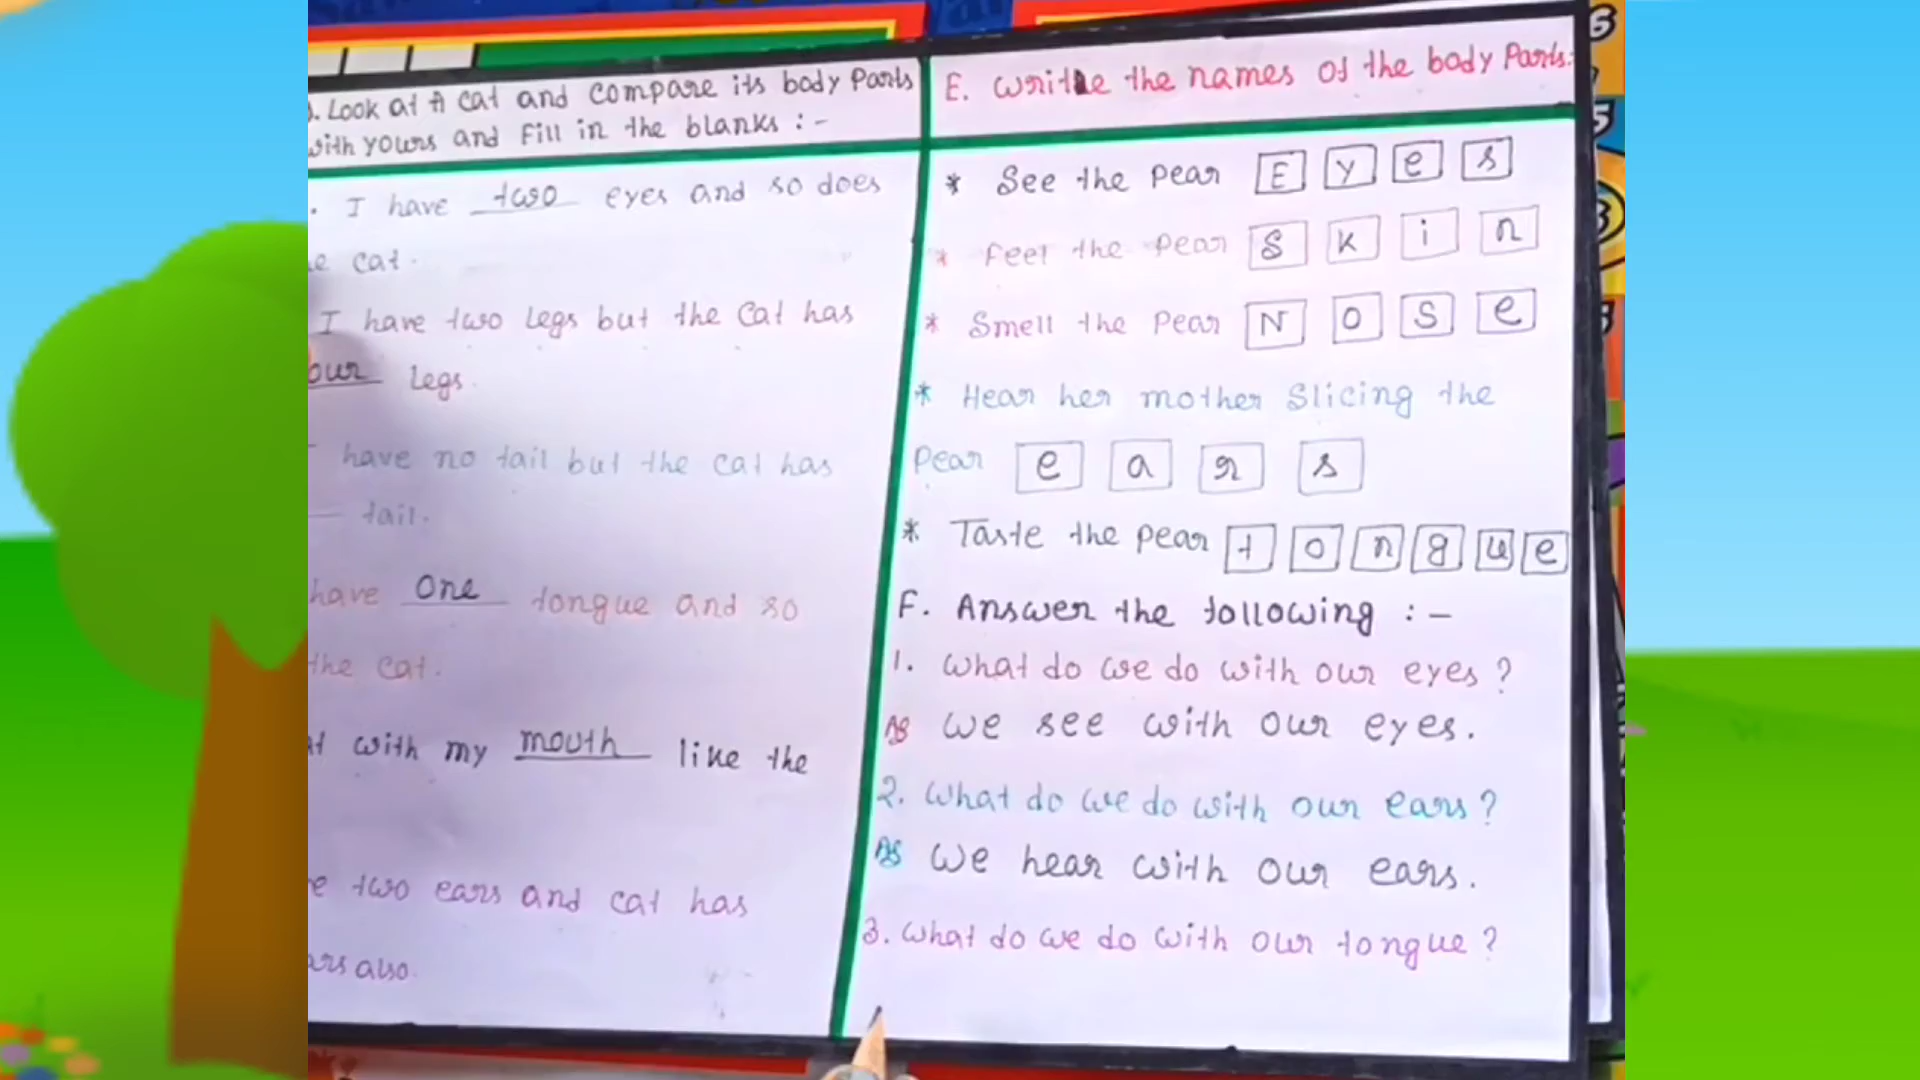 . Look at A cat and compare its body Parts
with yours and Fill in the blanks : -
. I have two eyes and so does
e cat.
I have two Legs but the Cat has
our Legs.
have no tail but the cat has
tail.
have One tongue and so
the cat.
with my mouth like the
e two ears and cat has
ars also.
E. Write the names of the body Parts:
* See the Pear E y e s
* Feel the Pear S k i n
* Smell the Pear N o s e
* Hear her mother Slicing the
Pear e a r s
* Taste the Pear t o n g u e
F. Answer the following : -
1. What do we do with our eyes ?
As we see with our eyes.
2. What do we do with our ears ?
As We hear with our ears.
3. What do we do with our tongue ?